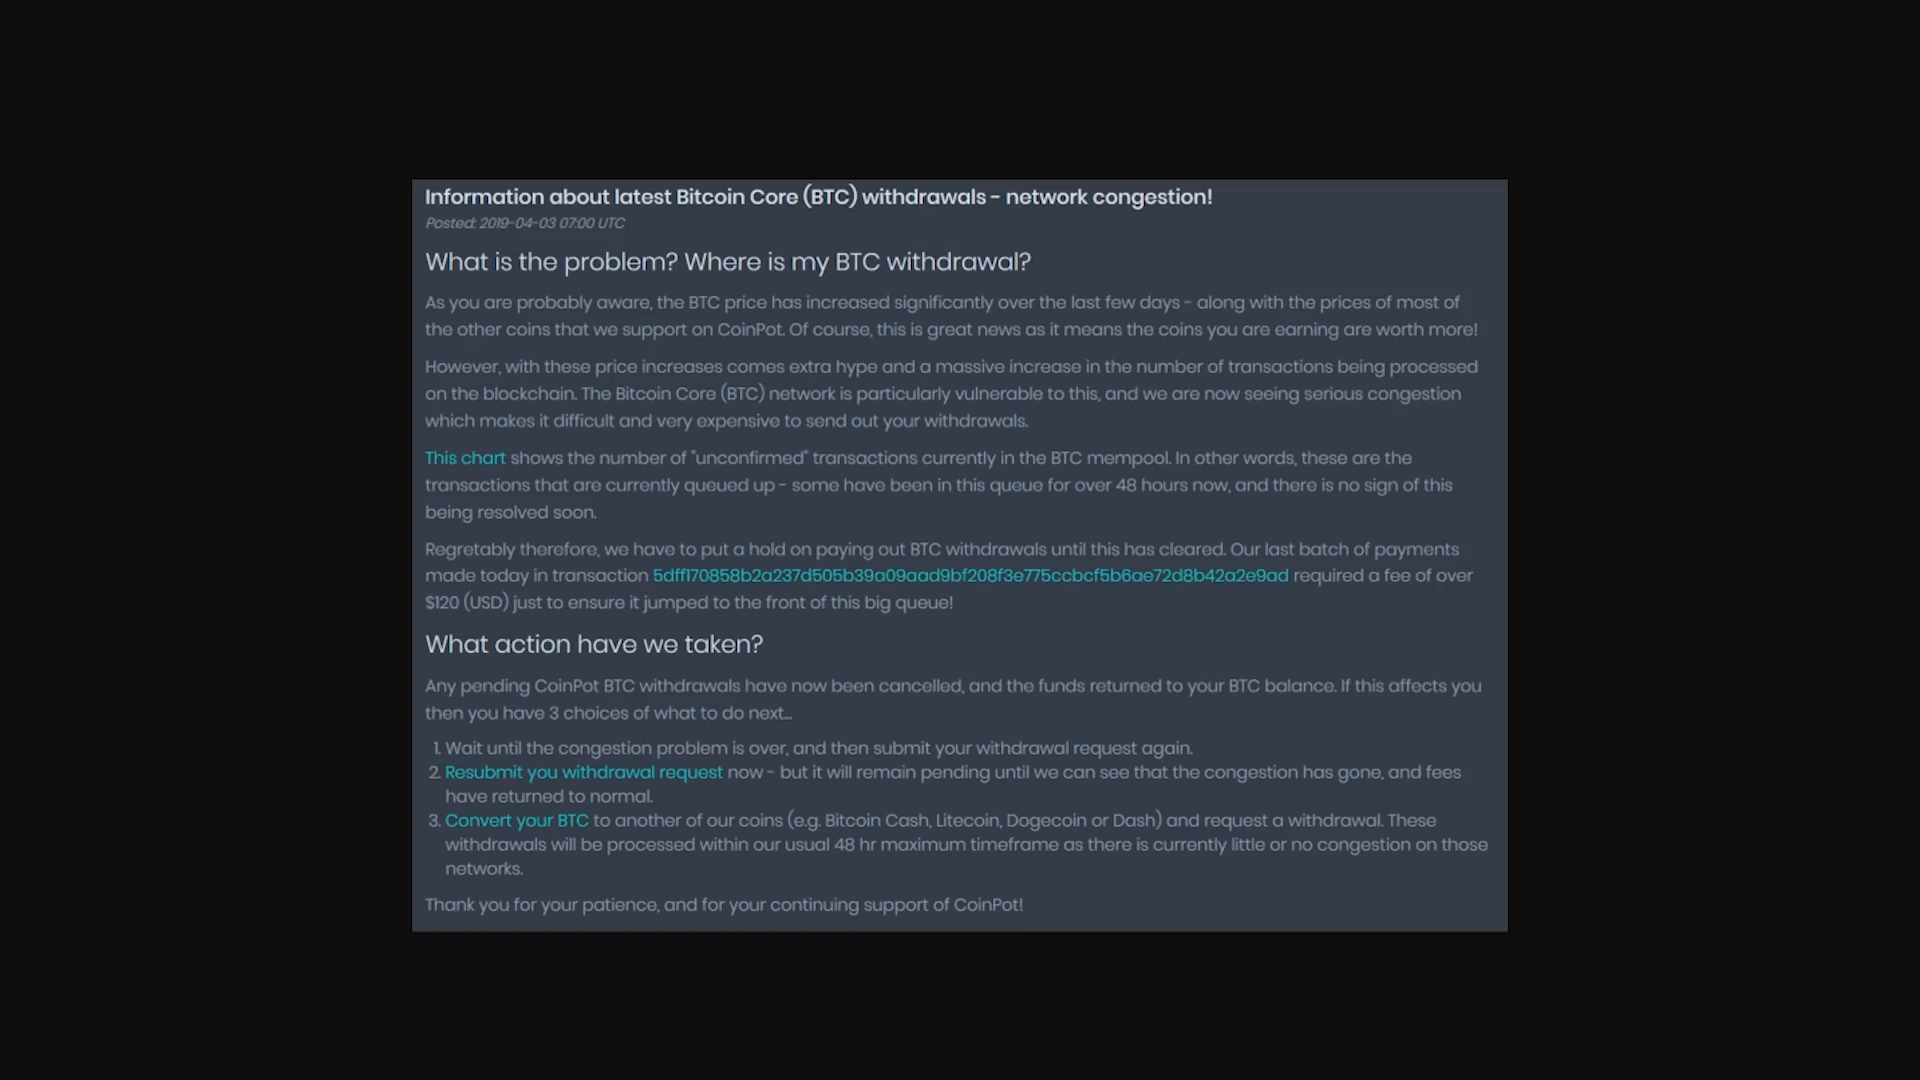 Information about latest Bitcoin Core (BTC) withdrawals - network congestion!
Posted: 2019-04-03 07:00 UTC
What is the problem? Where is my BTC withdrawal?
As you are probably aware, the BTC price has increased significantly over the last few days - along with the prices of most of
the other coins that we support on CoinPot. Of course, this is great news as it means the coins you are earning are worth more!
However, with these price increases comes extra hype and a massive increase in the number of transactions being processed
on the blockchain. The Bitcoin Core (BTC) network is particularly vulnerable to this, and we are now seeing serious congestion
which makes it difficult and very expensive to send out your withdrawals.
This chart shows the number of "unconfirmed" transactions currently in the BTC mempool. In other words, these are the
transactions that are currently queued up - some have been in this queue for over 48 hours now, and there is no sign of this
being resolved soon.
Regretably therefore, we have to put a hold on paying out BTC withdrawals until this has cleared. Our last batch of payments
made today in transaction 5dff170858b2a237d505b39a09aad9bf208f3e775ccbcf5b6ae72d8b42a2e9ad required a fee of over
$120 (USD) just to ensure it jumped to the front of this big queue!
What action have we taken?
Any pending CoinPot BTC withdrawals have now been cancelled, and the funds returned to your BTC balance. If this affects you
then you have 3 choices of what to do next...
1. Wait until the congestion problem is over, and then submit your withdrawal request again.
2. Resubmit you withdrawal request now - but it will remain pending until we can see that the congestion has gone, and fees
have returned to normal.
3. Convert your BTC to another of our coins (e.g. Bitcoin Cash, Litecoin, Dogecoin or Dash) and request a withdrawal. These
withdrawals will be processed within our usual 48 hr maximum timeframe as there is currently little or no congestion on those
networks.
Thank you for your patience, and for your continuing support of CoinPot!